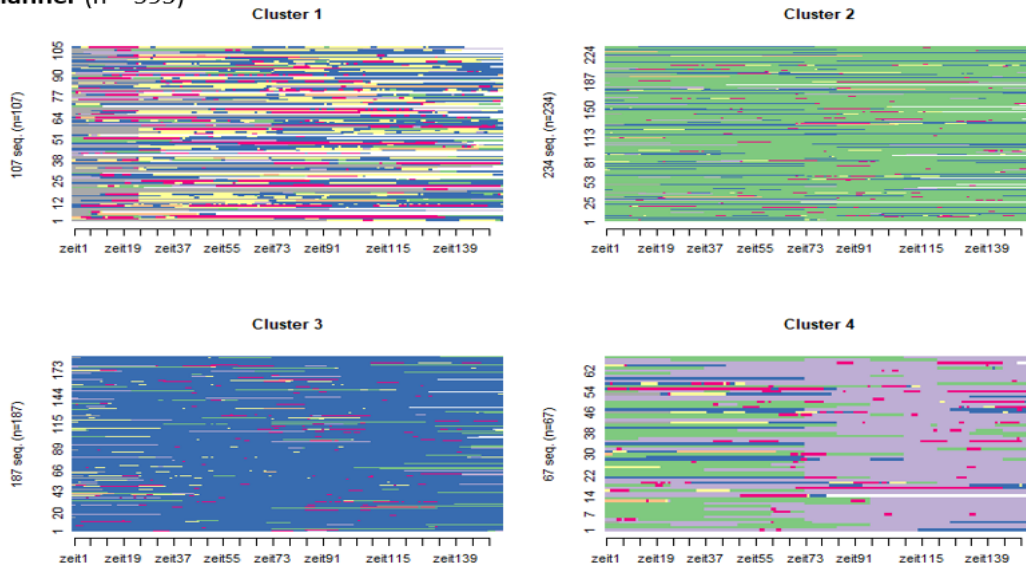 (n
Cluster 1
Cluster 2
107 seq. (n=107)
1 12 25 38 51 64 77 90 105
zeit1 zeit19 zeit37 zeit55 zeit73 zeit91 zeit115 zeit139
234 seq. (n=234)
1 25 53 81 113 150 187 224
zeit1 zeit19 zeit37 zeit55 zeit73 zeit91 zeit115 zeit139
Cluster 3
Cluster 4
187 seq. (n=187)
1 20 43 66 89 115 144 173
zeit1 zeit19 zeit37 zeit55 zeit73 zeit91 zeit115 zeit139
67 seq. (n=67)
1 7 14 22 30 38 46 54 62
zeit1 zeit19 zeit37 zeit55 zeit73 zeit91 zeit115 zeit139